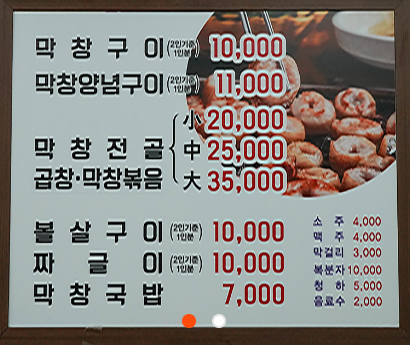 막창구이(2인기준 1인분) 10,000
막창양념구이(2인기준 1인분) 11,000
小 20,000
막창전골 中 25,000
곱창·막창볶음 大 35,000
볼살구이(2인기준 1인분) 10,000
짜글이(2인기준 1인분) 10,000
막창국밥 7,000
소주 4,000
맥주 4,000
막걸리 3,000
복분자 10,000
청하 5,000
음료수 2,000